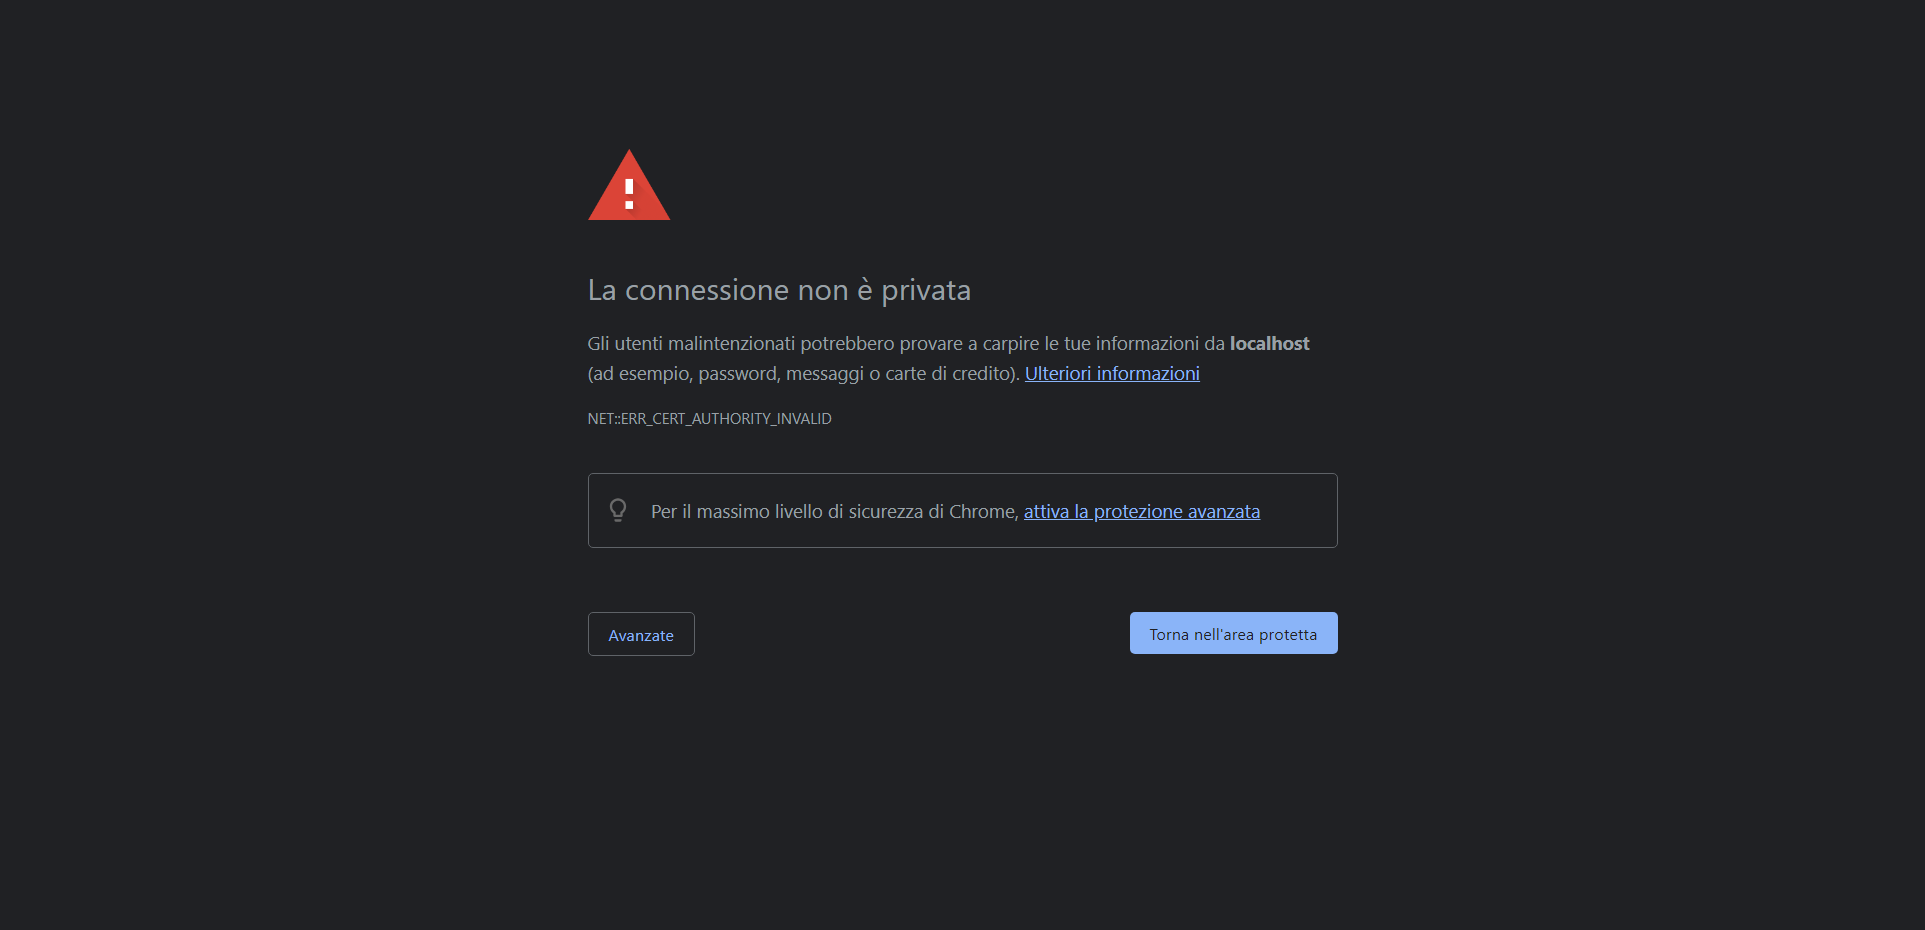 La connessione non è privata
Gli utenti malintenzionati potrebbero provare a carpire le tue informazioni da localhost
(ad esempio, password, messaggi o carte di credito). Ulteriori informazioni
NET::ERR_CERT_AUTHORITY_INVALID
Per il massimo livello di sicurezza di Chrome, attiva la protezione avanzata
Avanzate
Torna nell'area protetta